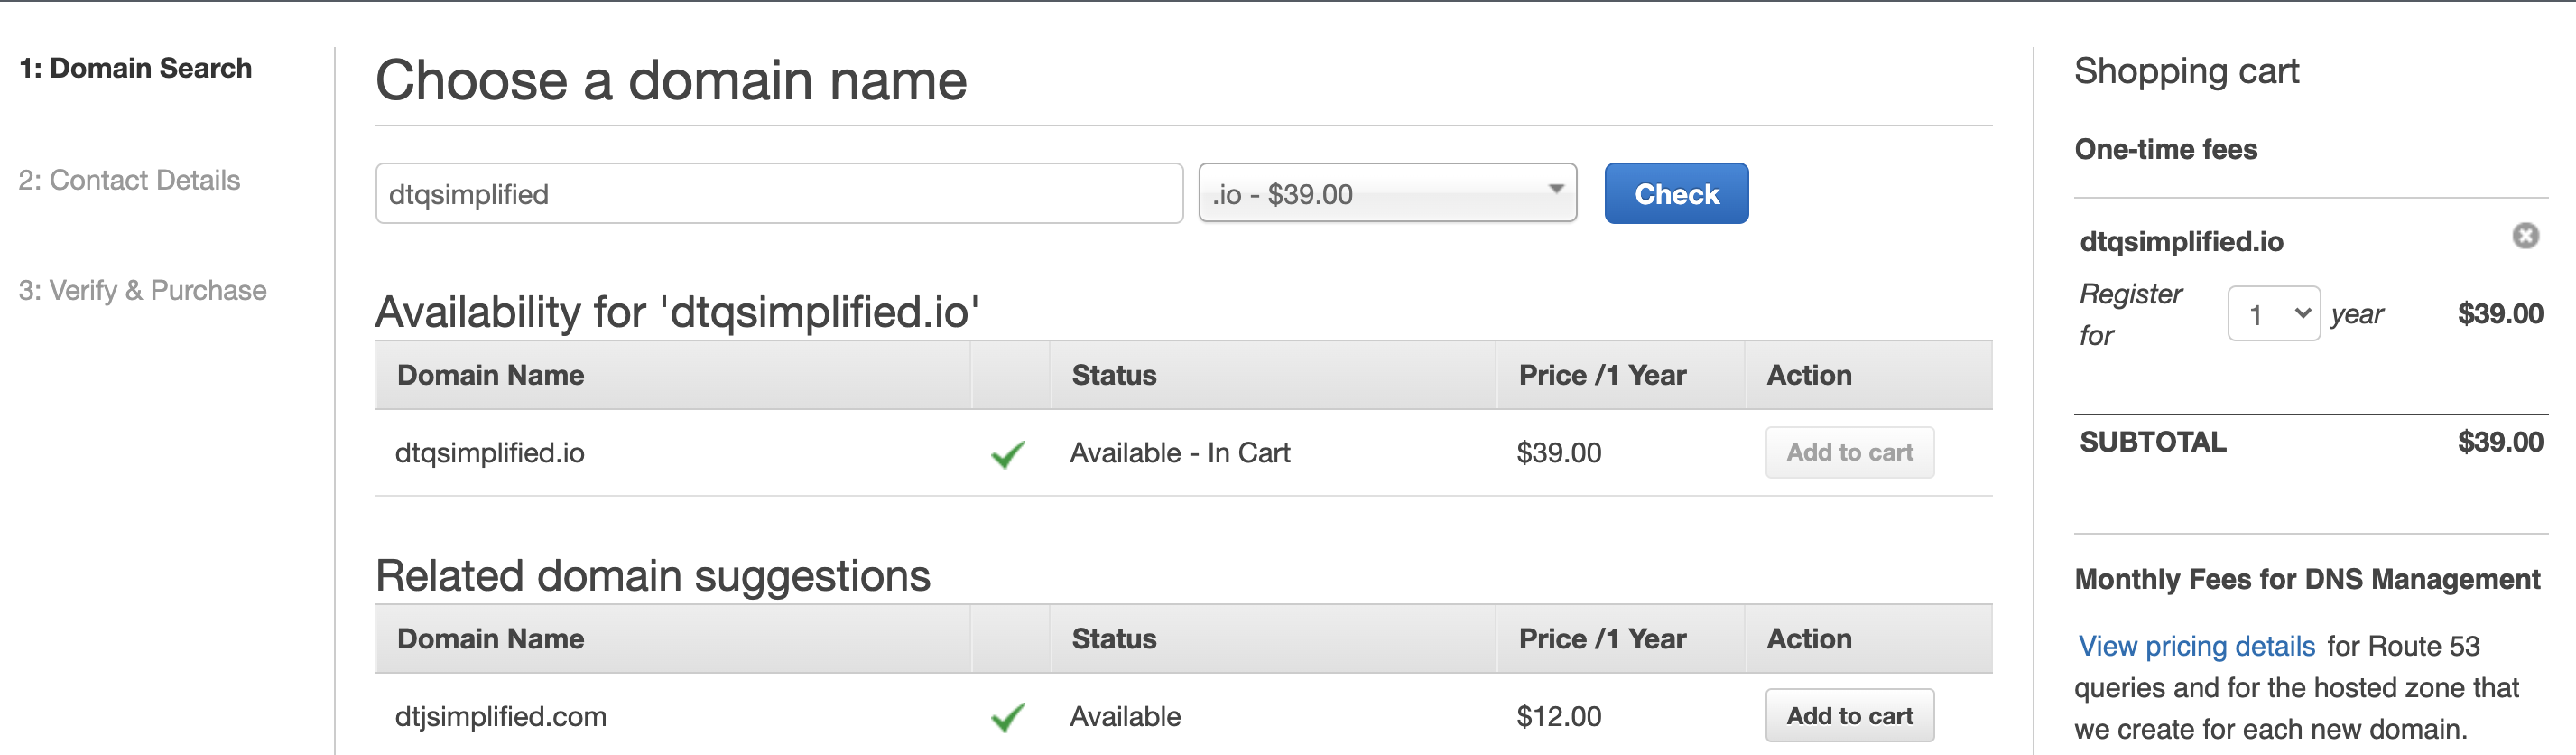 1: Domain Search
2: Contact Details
3: Verify & Purchase
Choose a domain name
dtqsimplified
.io - $39.00
Check
Availability for 'dtqsimplified.io'
Domain Name Status Price /1 Year Action
dtqsimplified.io Available - In Cart $39.00 Add to cart
Related domain suggestions
Domain Name Status Price /1 Year Action
dtjsimplified.com Available $12.00 Add to cart
Shopping cart
One-time fees
dtqsimplified.io
Register
for
1 year $39.00
SUBTOTAL $39.00
Monthly Fees for DNS Management
View pricing details for Route 53
queries and for the hosted zone that
we create for each new domain.